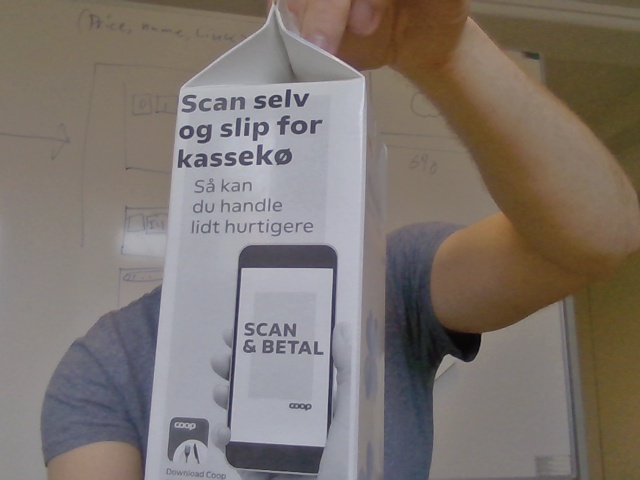 Scan selv
og slip for
kassekø
Så kan
du handle
lidt hurtigere
SCAN
& BETAL
coop
coop
Download Coop